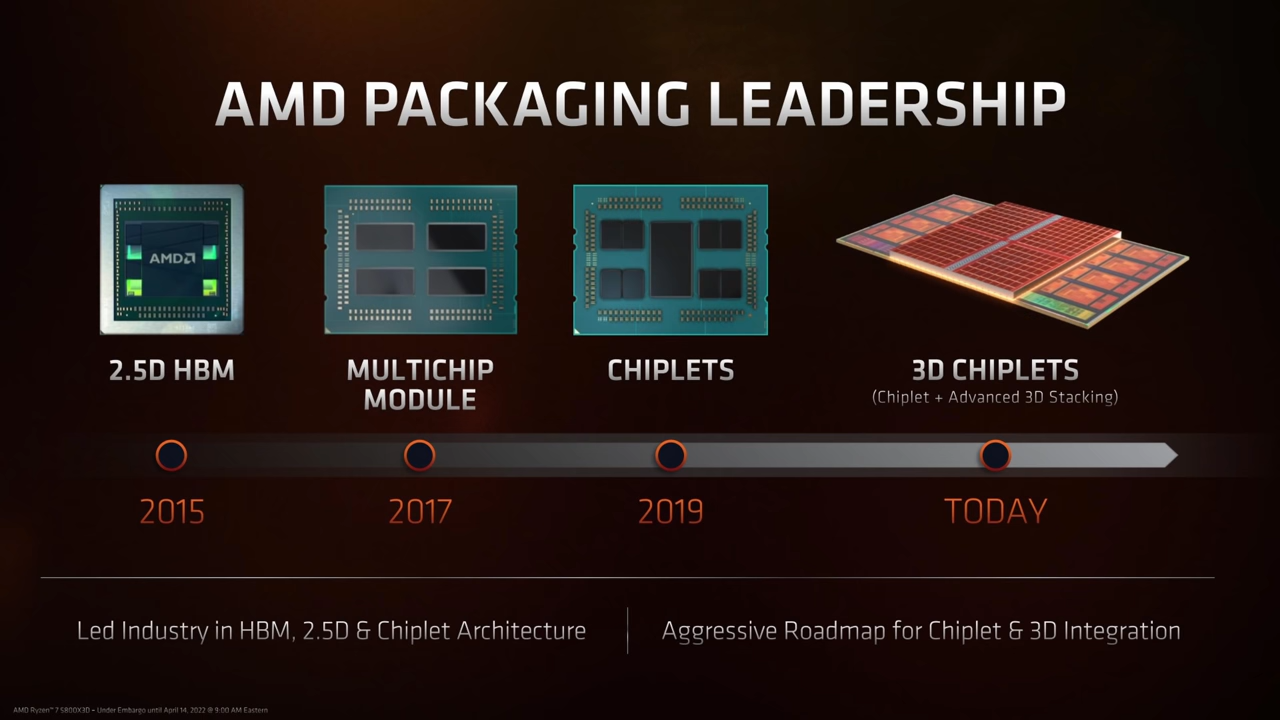 AMD PACKAGING LEADERSHIP
AMD
2.5D HBM
MULTICHIP
MODULE
CHIPLETS
3D CHIPLETS
(Chiplet + Advanced 3D Stacking)
2015
2017
2019
TODAY
Led Industry in HBM, 2.5D & Chiplet Architecture
Aggressive Roadmap for Chiplet & 3D Integration
AMD Ryzen™ 7 5800X3D – Under Embargo until April 14, 2022 @ 9:00 AM Eastern